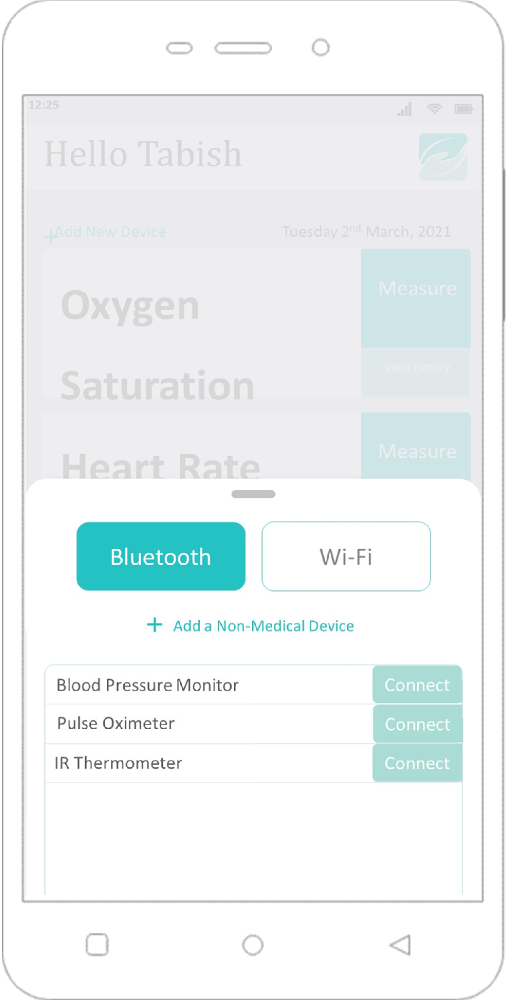 12:25
Hello Tabish
+Add New Device Tuesday 2nd March, 2021
Oxygen
Saturation
Measure
View History
Heart Rate
Measure
Bluetooth Wi-Fi
+ Add a Non-Medical Device
Blood Pressure Monitor Connect
Pulse Oximeter Connect
IR Thermometer Connect